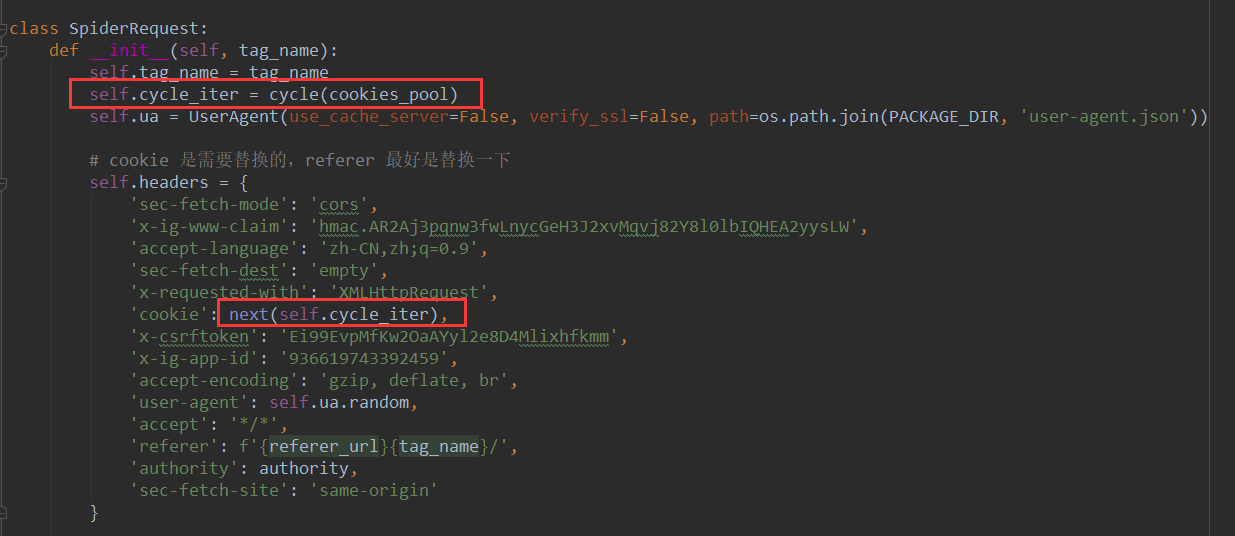 class SpiderRequest:
    def __init__(self, tag_name):
        self.tag_name = tag_name
        self.cycle_iter = cycle(cookies_pool)
        self.ua = UserAgent(use_cache_server=False, verify_ssl=False, path=os.path.join(PACKAGE_DIR, 'user-agent.json'))
        # cookie 是需要替换的，referer 最好是替换一下
        self.headers = {
            'sec-fetch-mode': 'cors',
            'x-ig-www-claim': 'hmac.AR2Aj3pqnw3fwLnycGeH3J2xvMqvj82Y8l0lbIQHEA2yysLW',
            'accept-language': 'zh-CN,zh;q=0.9',
            'sec-fetch-dest': 'empty',
            'x-requested-with': 'XMLHttpRequest',
            'cookie': next(self.cycle_iter),
            'x-csrftoken': 'Ei99EvpMfKw2OaAYyl2e8D4Mlixhfkmm',
            'x-ig-app-id': '936619743392459',
            'accept-encoding': 'gzip, deflate, br',
            'user-agent': self.ua.random,
            'accept': '*/*',
            'referer': f'{referer_url}{tag_name}/',
            'authority': authority,
            'sec-fetch-site': 'same-origin'
        }